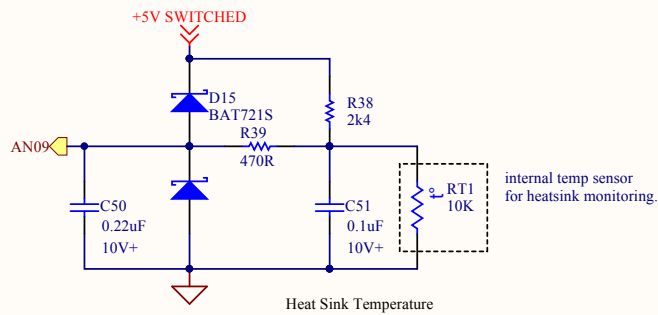 +5V SWITCHED
D15
BAT721S
R38
2k4
AN09
R39
470R
C50
0.22uF
10V+
C51
0.1uF
10V+
t°
RT1
10K
internal temp sensor
for heatsink monitoring.
Heat Sink Temperature